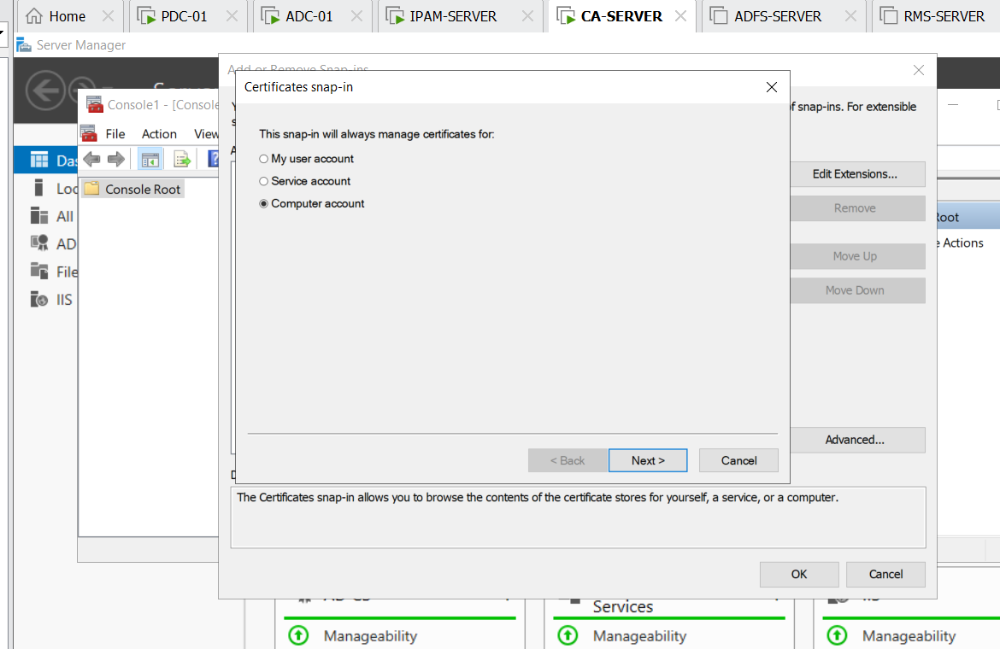 Home
PDC-01
ADC-01
IPAM-SERVER
CA-SERVER
ADFS-SERVER
RMS-SERVER
Server Manager
Add or Remove Snap-ins
Console1 - [Console
Certificates snap-in
of snap-ins. For extensible
File
Action
View
This snap-in will always manage certificates for:
My user account
Service account
Computer account
Console Root
All
AD
File
IIS
Edit Extensions...
Remove
Move Up
Move Down
Advanced...
Root
Actions
< Back
Next >
Cancel
The Certificates snap-in allows you to browse the contents of the certificate stores for yourself, a service, or a computer.
OK
Cancel
Services
Manageability
Manageability
Manageability